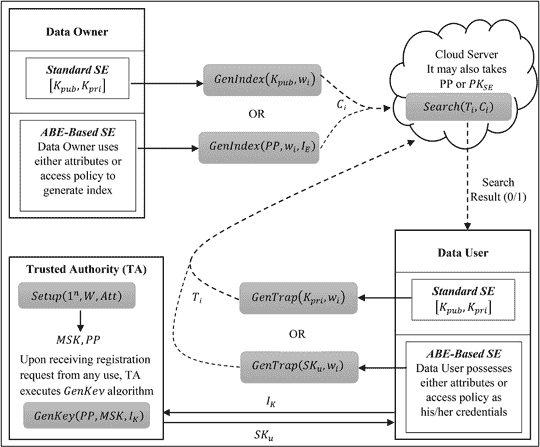 Data Owner
Standard SE
[K_pub, K_pri]
ABE-Based SE
Data Owner uses
either attributes or
access policy to
generate index
GenIndex(K_pub, w_i)
OR
GenIndex(PP, w_i, I_E)
C_i
Cloud Server
It may also takes
PP or PK_SE
Search(T_i, C_i)
Search
Result (0/1)
Trusted Authority (TA)
Setup(1^n, W, Att)
MSK, PP
Upon receiving registration
request from any use, TA
executes GenKey algorithm
GenKey(PP, MSK, I_K)
T_i
GenTrap(K_pri, w_i)
OR
GenTrap(SK_u, w_i)
I_K
SK_u
Data User
Standard SE
[K_pub, K_pri]
ABE-Based SE
Data User possesses
either attributes or
access policy as
his/her credentials